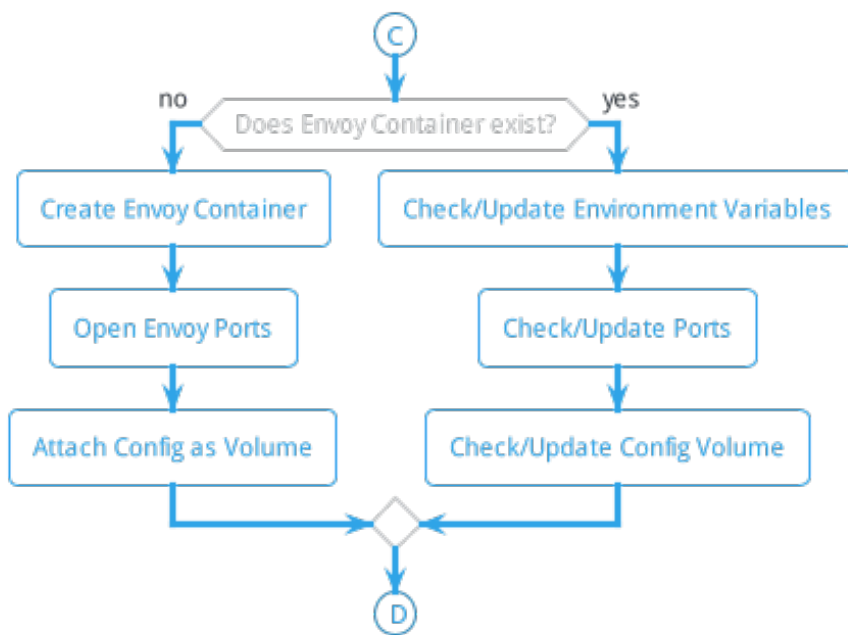 C
no
yes
Does Envoy Container exist?
Create Envoy Container
Check/Update Environment Variables
Open Envoy Ports
Check/Update Ports
Attach Config as Volume
Check/Update Config Volume
D